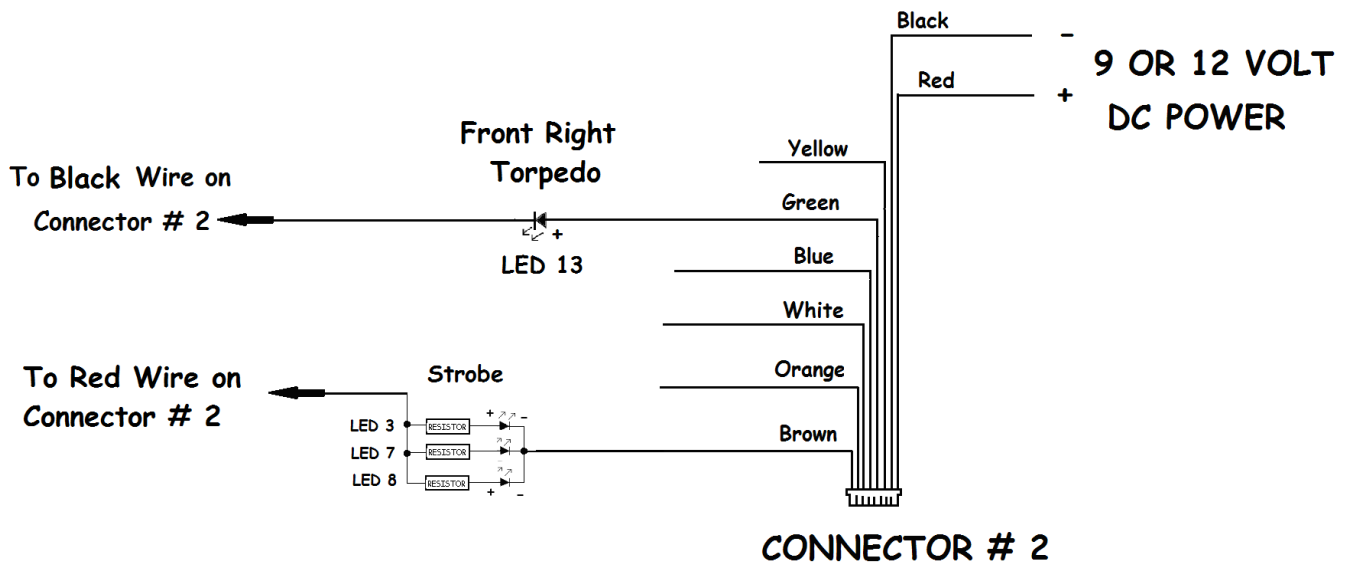 Black
-
9 OR 12 VOLT
Red
+
DC POWER
Front Right
Torpedo
Yellow
To Black Wire on
Connector # 2
Green
+
LED 13
Blue
White
To Red Wire on
Connector # 2
Strobe
Orange
LED 3
RESISTOR
+ -
LED 7
RESISTOR
Brown
LED 8
RESISTOR
+ -
CONNECTOR # 2